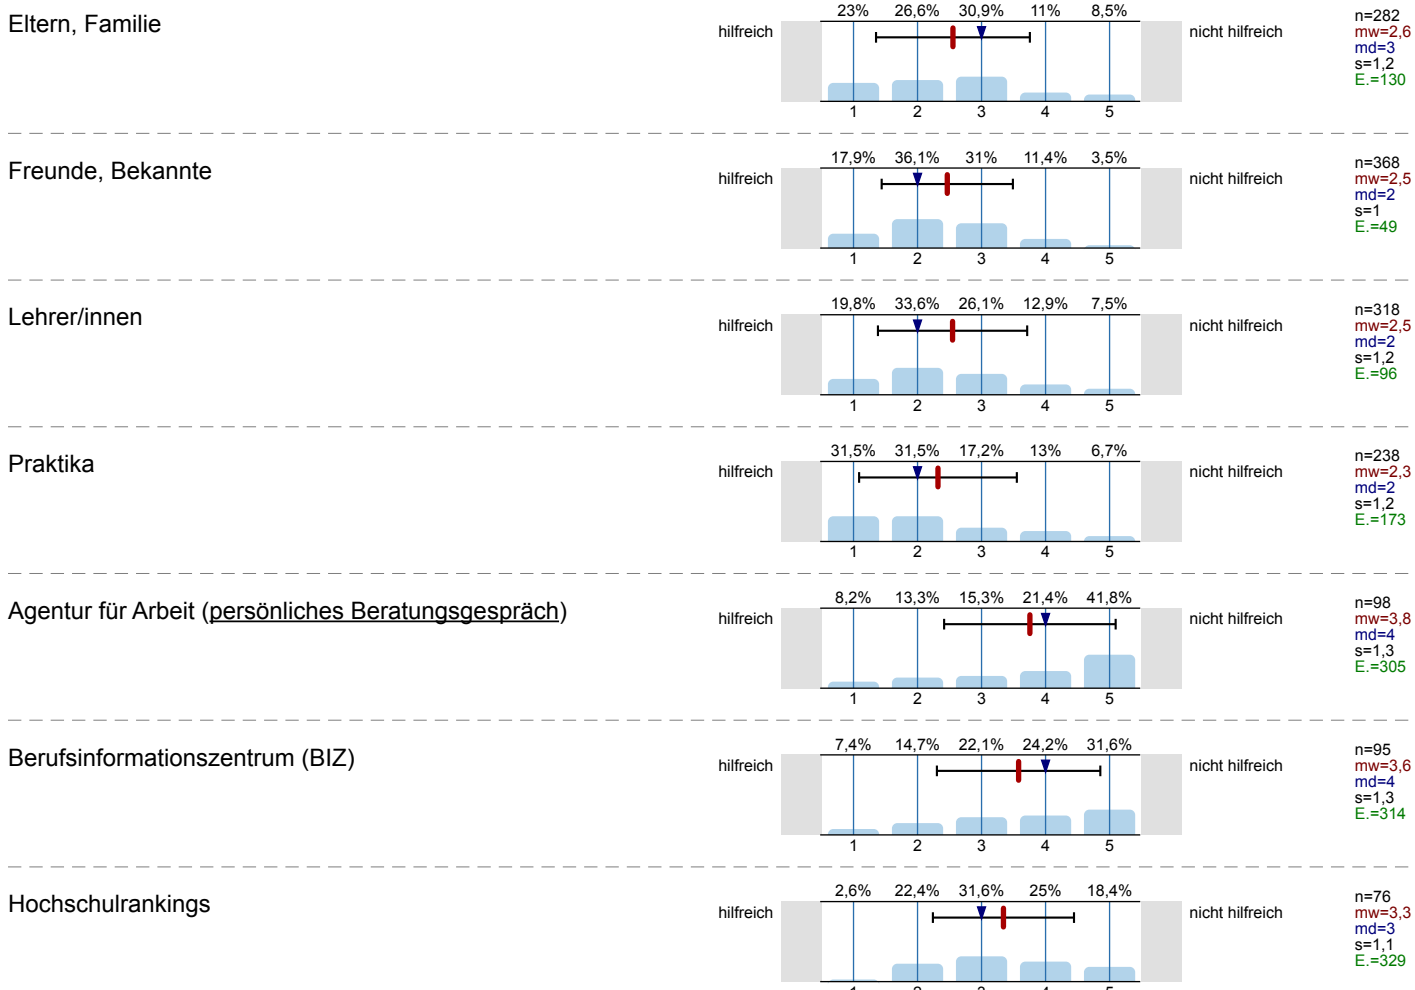 Eltern, Familie
hilfreich
23% 26,6% 30,9% 11% 8,5%
1 2 3 4 5
nicht hilfreich
n=282
mw=2,6
md=3
s=1,2
E.=130
Freunde, Bekannte
hilfreich
17,9% 36,1% 31% 11,4% 3,5%
1 2 3 4 5
nicht hilfreich
n=368
mw=2,5
md=2
s=1
E.=49
Lehrer/innen
hilfreich
19,8% 33,6% 26,1% 12,9% 7,5%
1 2 3 4 5
nicht hilfreich
n=318
mw=2,5
md=2
s=1,2
E.=96
Praktika
hilfreich
31,5% 31,5% 17,2% 13% 6,7%
1 2 3 4 5
nicht hilfreich
n=238
mw=2,3
md=2
s=1,2
E.=173
Agentur für Arbeit (persönliches Beratungsgespräch)
hilfreich
8,2% 13,3% 15,3% 21,4% 41,8%
1 2 3 4 5
nicht hilfreich
n=98
mw=3,8
md=4
s=1,3
E.=305
Berufsinformationszentrum (BIZ)
hilfreich
7,4% 14,7% 22,1% 24,2% 31,6%
1 2 3 4 5
nicht hilfreich
n=95
mw=3,6
md=4
s=1,3
E.=314
Hochschulrankings
hilfreich
2,6% 22,4% 31,6% 25% 18,4%
1 2 3 4 5
nicht hilfreich
n=76
mw=3,3
md=3
s=1,1
E.=329